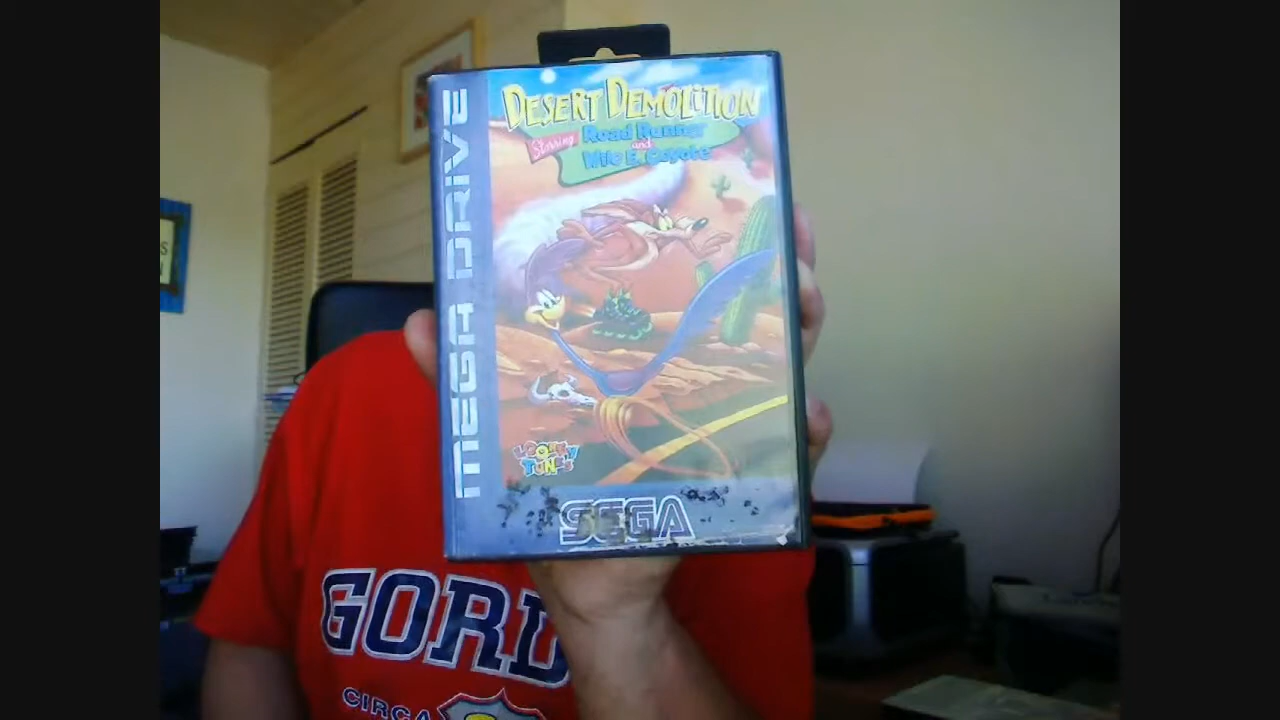 MEGA DRIVE
DESERT DEMOLITION
Starring
Road Runner
and
Wile E. Coyote
LOONEY
TUNES
SEGA
GORD
CIRCA